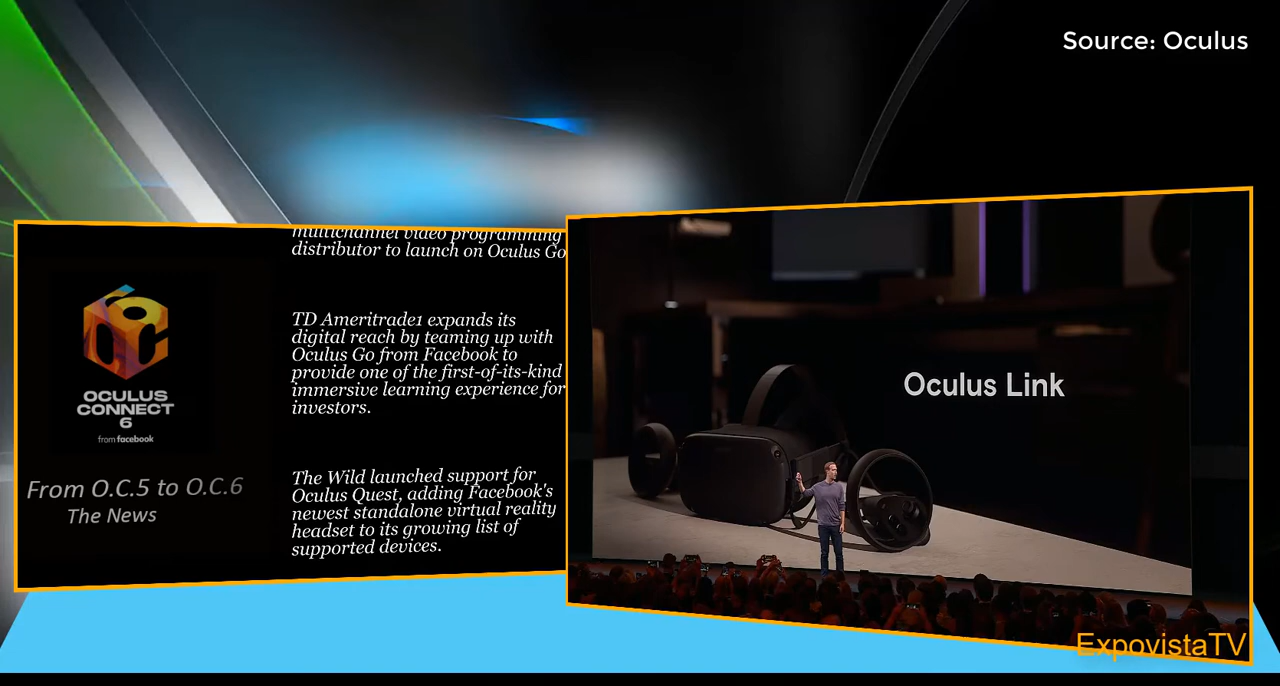 Source: Oculus
multichannel video programming
distributor to launch on Oculus Go
TD Ameritrade1 expands its
digital reach by teaming up with
Oculus Go from Facebook to
provide one of the first-of-its-kind
immersive learning experience for
investors.
The Wild launched support for
Oculus Quest, adding Facebook's
newest standalone virtual reality
headset to its growing list of
supported devices.
OCULUS
CONNECT
6
from facebook
From O.C.5 to O.C.6
The News
Oculus Link
ExpovistaTV